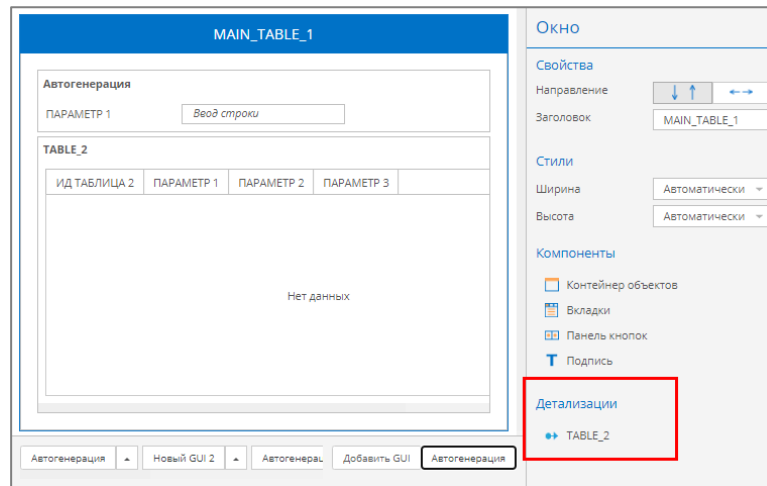 MAIN_TABLE_1
Автогенерация
ПАРАМЕТР 1
Ввод строки
TABLE_2
ИД ТАБЛИЦА 2 ПАРАМЕТР 1 ПАРАМЕТР 2 ПАРАМЕТР 3
Нет данных
Автогенерация Новый GUI 2 Автогенерац Добавить GUI Автогенерация
Окно
Свойства
Направление
Заголовок MAIN_TABLE_1
Стили
Ширина Автоматически
Высота Автоматически
Компоненты
Контейнер объектов
Вкладки
Панель кнопок
Подпись
Детализации
TABLE_2